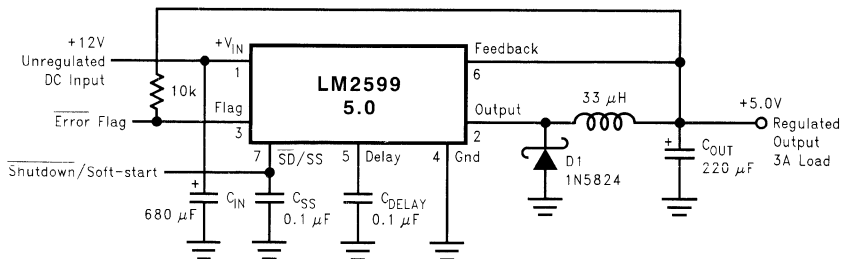 +12V
Unregulated
DC Input
+V_IN
1
LM2599
5.0
Feedback
6
10k
Error Flag
Flag
3
Output
2
33 μH
+5.0V
Regulated
Output
3A Load
7
SD/SS
5
Delay
4
Gnd
Shutdown/Soft-start
D1
1N5824
+
C_OUT
220 μF
+
C_IN
680 μF
C_SS
0.1 μF
C_DELAY
0.1 μF